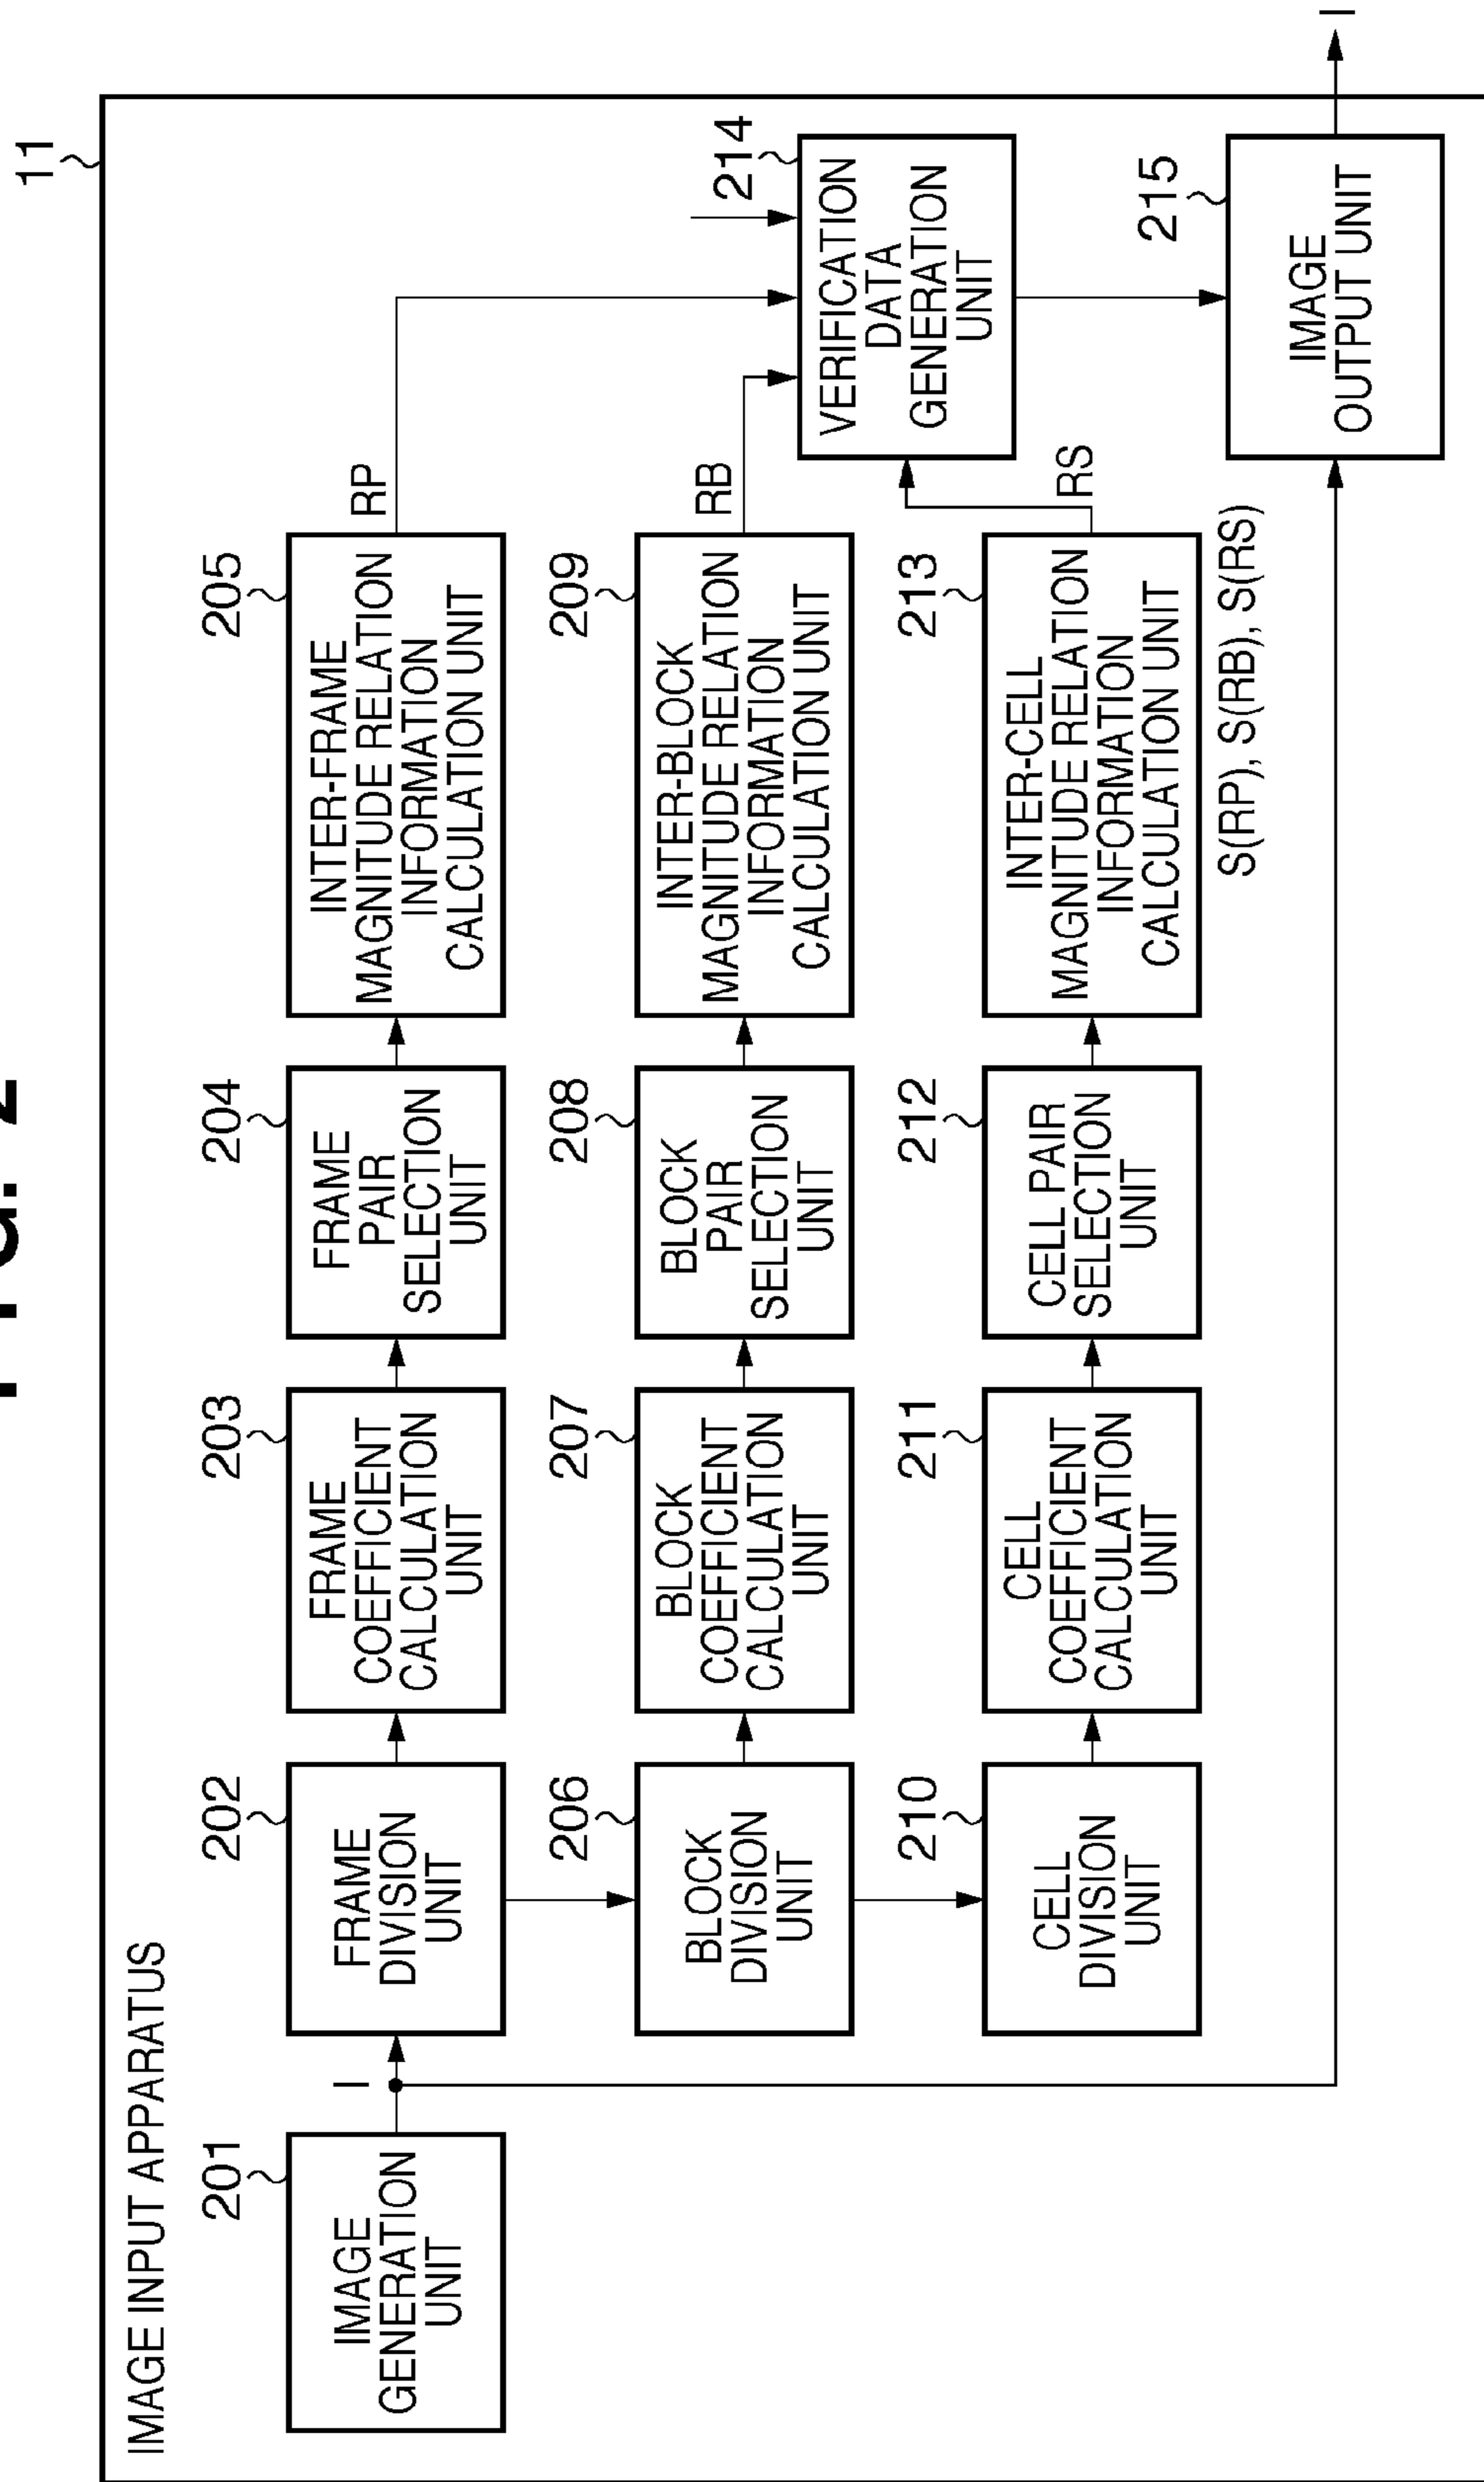 FIG. 2
11
IMAGE INPUT APPARATUS
201
IMAGE
GENERATION
UNIT
I
202
FRAME
DIVISION
UNIT
203
FRAME
COEFFICIENT
CALCULATION
UNIT
204
FRAME
PAIR
SELECTION
UNIT
205
INTER-FRAME
MAGNITUDE RELATION
INFORMATION
CALCULATION UNIT
RP
206
BLOCK
DIVISION
UNIT
207
BLOCK
COEFFICIENT
CALCULATION
UNIT
208
BLOCK
PAIR
SELECTION
UNIT
209
INTER-BLOCK
MAGNITUDE RELATION
INFORMATION
CALCULATION UNIT
RB
210
CELL
DIVISION
UNIT
211
CELL
COEFFICIENT
CALCULATION
UNIT
212
CELL PAIR
SELECTION
UNIT
213
INTER-CELL
MAGNITUDE RELATION
INFORMATION
CALCULATION UNIT
RS
214
VERIFICATION
DATA
GENERATION
UNIT
S(RP), S(RB), S(RS)
215
IMAGE
OUTPUT UNIT
I